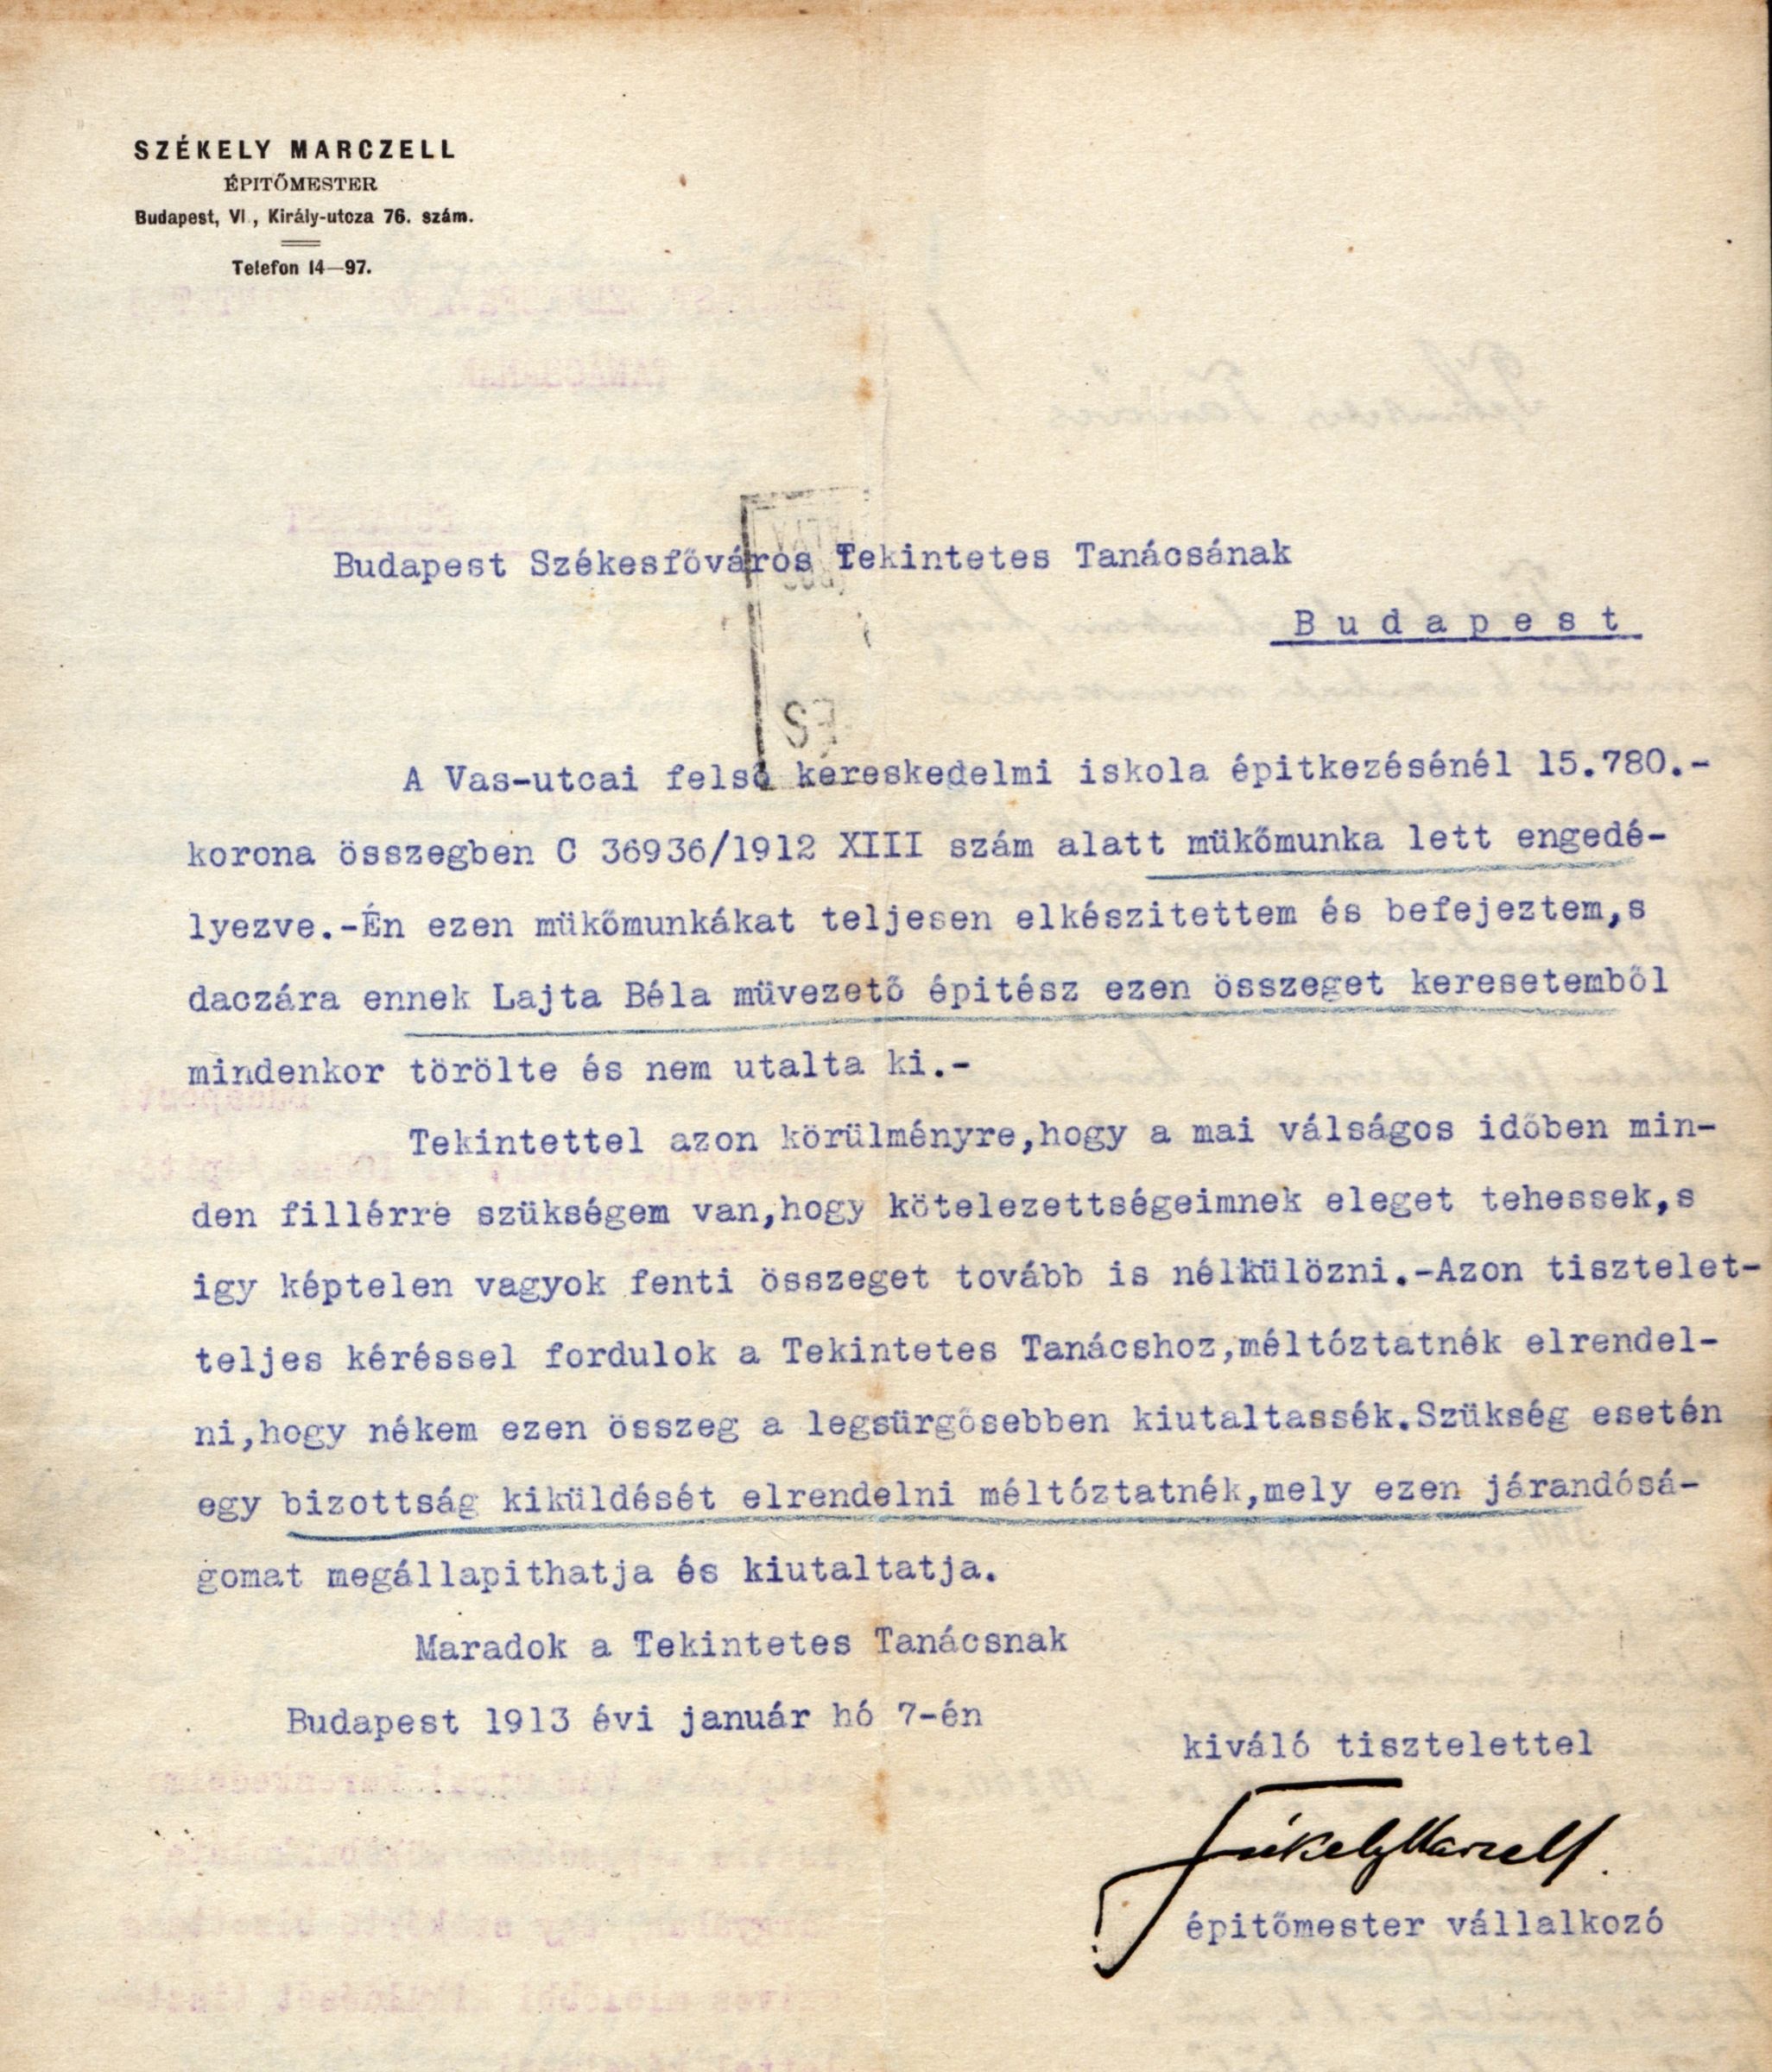 SZÉKELY MARCZELL
ÉPITŐMESTER
Budapest, VI., Király-utcza 76. szám.
Telefon 14—97.
Budapest Székesfőváros Tekintetes Tanácsának
Budapest
A Vas-utcai felső kereskedelmi iskola épitkezésénél 15.780.-
korona összegben C 36936/1912 XIII szám alatt mükőmunka lett engedé-
lyezve.-Én ezen mükőmunkákat teljesen elkészitettem és befejeztem,s
daczára ennek Lajta Béla müvezető épitész ezen összeget keresetemből
mindenkor törölte és nem utalta ki.-
Tekintettel azon körülményre,hogy a mai válságos időben min-
den fillérre szükségem van,hogy kötelezettségeimnek eleget tehessek,s
igy képtelen vagyok fenti összeget tovább is nélkülözni.-Azon tisztelet-
teljes kéréssel fordulok a Tekintetes Tanácshoz,méltóztatnék elrendel-
ni,hogy nékem ezen összeg a legsürgősebben kiutaltassék.Szükség esetén
egy bizottság kiküldését elrendelni méltóztatnék,mely ezen járandósá-
gomat megállapithatja és kiutaltatja.
Maradok a Tekintetes Tanácsnak
Budapest 1913 évi január hó 7-én
kiváló tisztelettel
Székely Marczell
épitőmester vállalkozó